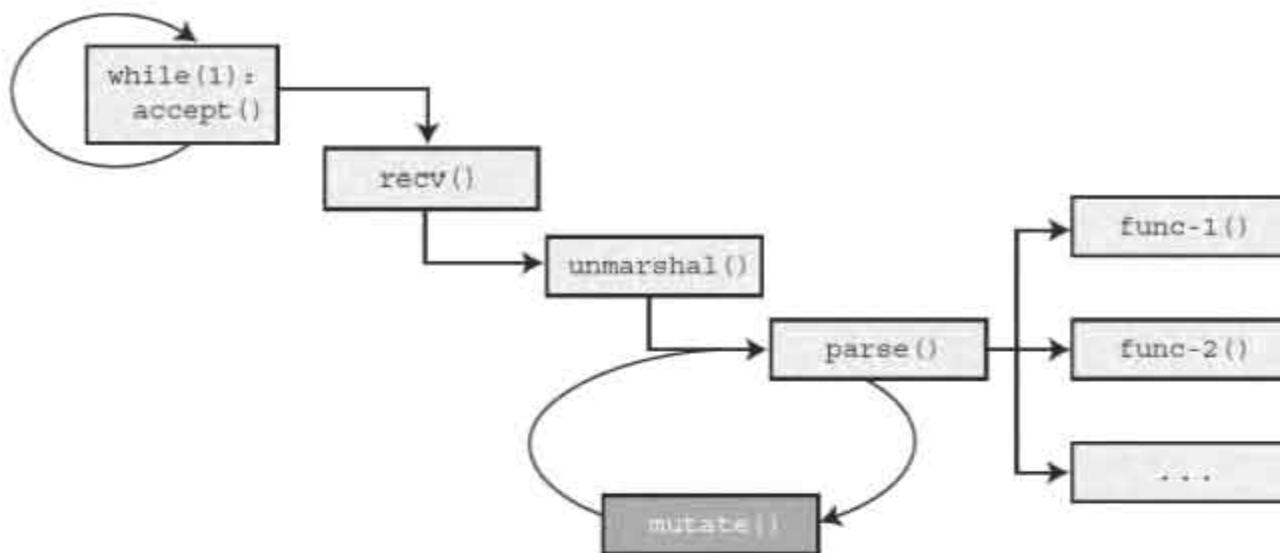 while(1):
accept()
recv()
unmarshal()
parse()
func-1()
func-2()
...
mutate()